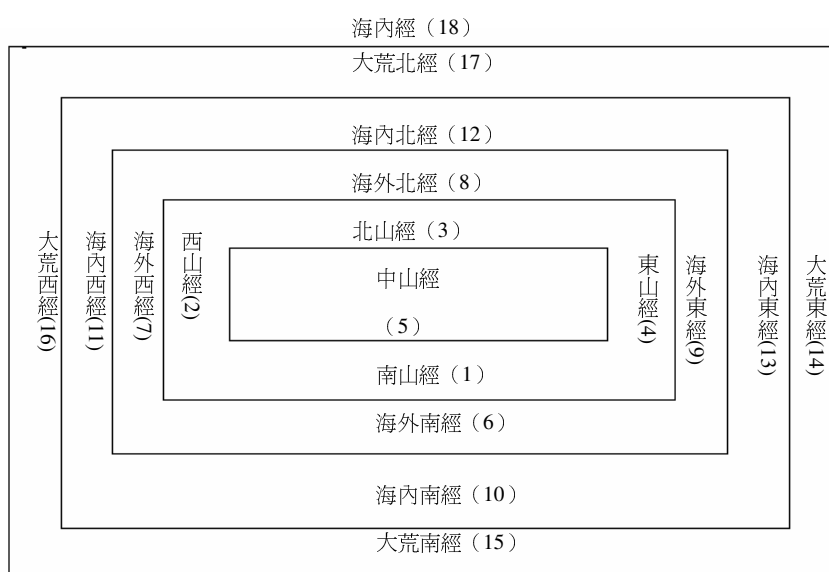 海內經（18）
大荒北經（17）
海內北經（12）
海外北經（8）
北山經（3）
大荒西經(16)
海內西經(11)
海外西經(7)
西山經(2)
中山經
（5）
東山經(4)
海外東經(9)
海內東經(13)
大荒東經(14)
南山經（1）
海外南經（6）
海內南經（10）
大荒南經（15）